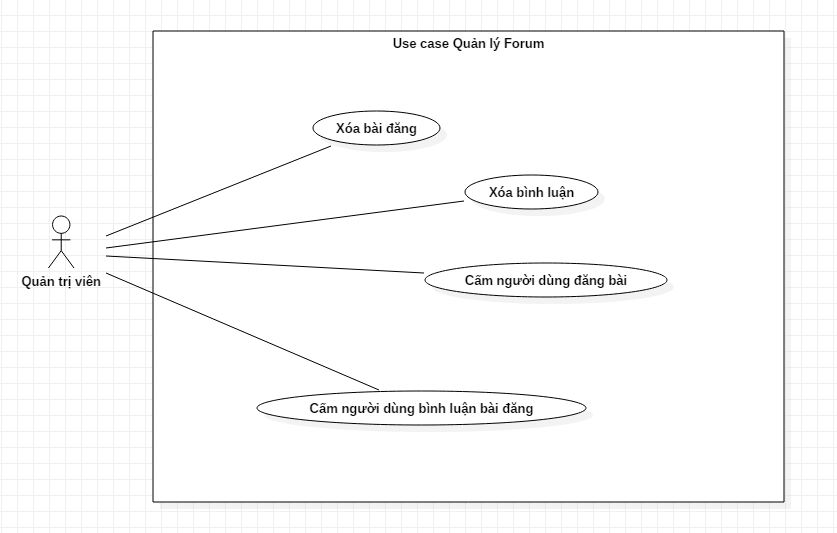 Use case Quản lý Forum
Xóa bài đăng
Xóa bình luận
Quản trị viên
Cấm người dùng đăng bài
Cấm người dùng bình luận bài đăng